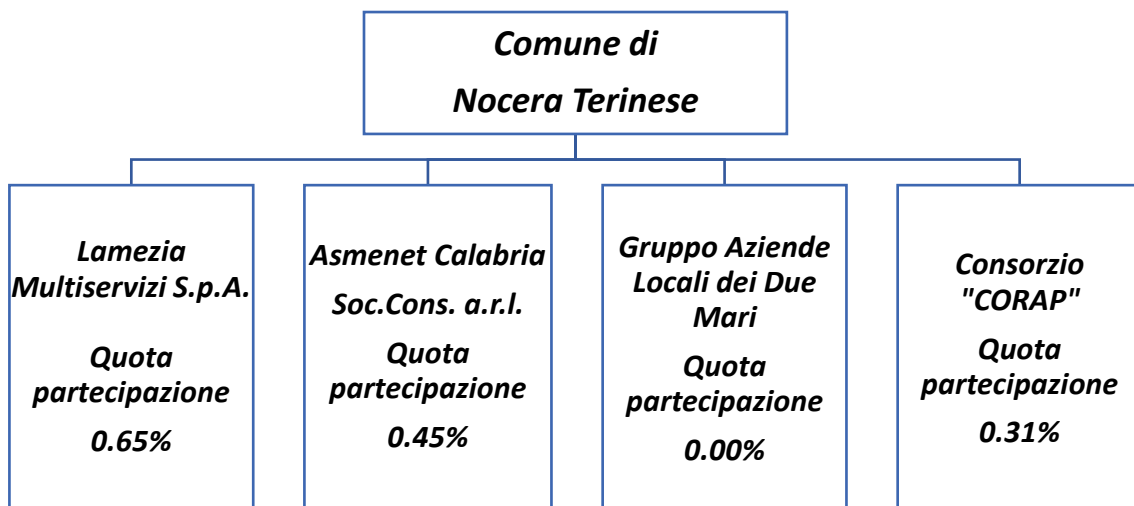 Comune di
Nocera Terinese
Lamezia
Multiservizi S.p.A.
Quota
partecipazione
0.65%
Asmenet Calabria
Soc.Cons. a.r.l.
Quota
partecipazione
0.45%
Gruppo Aziende
Locali dei Due
Mari
Quota
partecipazione
0.00%
Consorzio
"CORAP"
Quota
partecipazione
0.31%